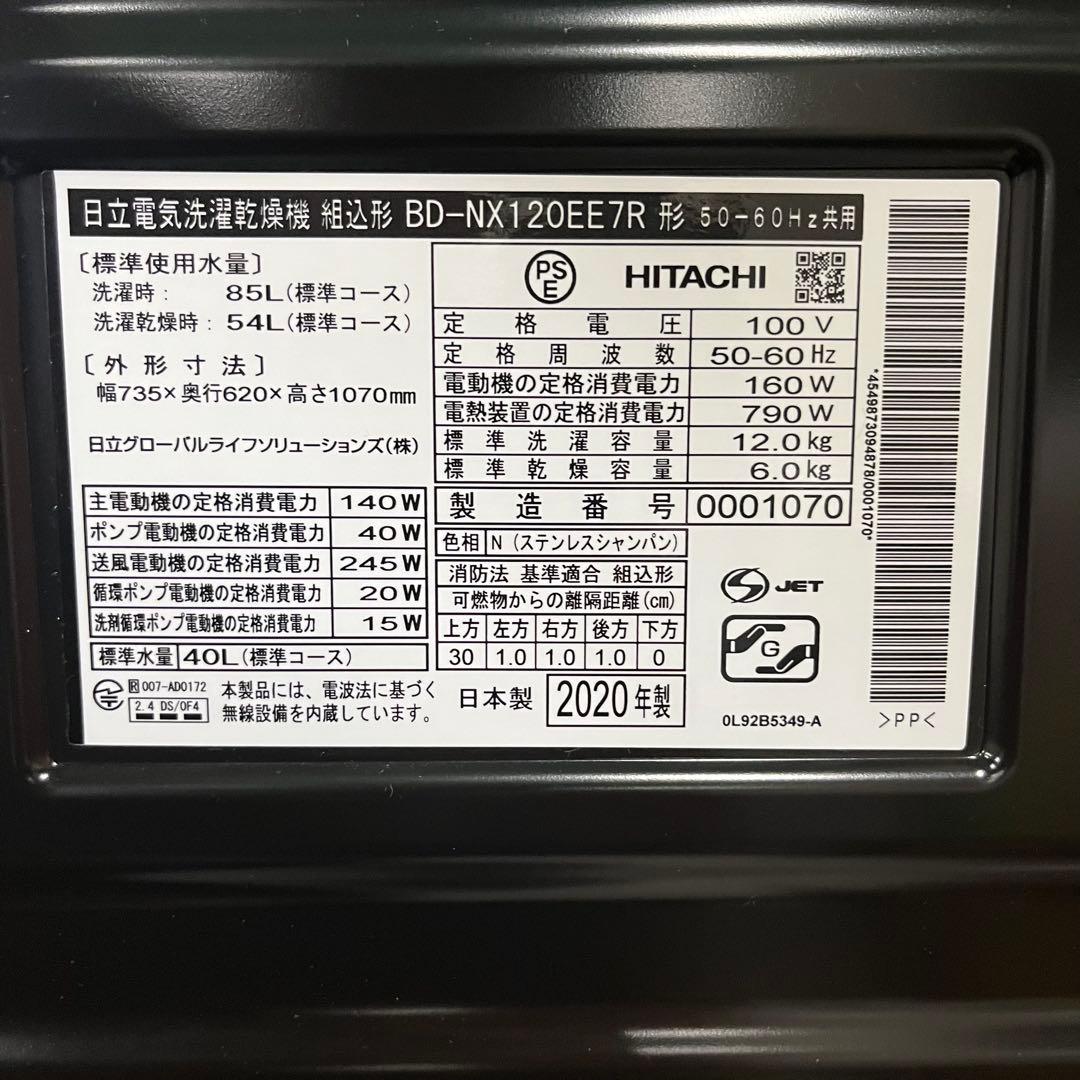 日立電気洗濯乾燥機 組込形 BD-NX120EE7R 形 50-60Hz共用
〔標準使用水量〕
洗濯時： 85L(標準コース)
洗濯乾燥時：54L(標準コース)
〔外形寸法〕
幅735×奥行620×高さ1070mm
日立グローバルライフソリューションズ(株)
主電動機の定格消費電力 140W
ポンプ電動機の定格消費電力 40W
送風電動機の定格消費電力 245W
循環ポンプ電動機の定格消費電力 20W
洗剤循環ポンプ電動機の定格消費電力 15W
標準水量 40L(標準コース)
R 007-AD0172
2.4 DS/OF4
本製品には、電波法に基づく
無線設備を内蔵しています。
PSE HITACHI
定格電圧 100V
定格周波数 50-60Hz
電動機の定格消費電力 160W
電熱装置の定格消費電力 790W
標準洗濯容量 12.0kg
標準乾燥容量 6.0kg
製造番号 0001070
色相 N (ステンレスシャンパン)
消防法 基準適合 組込形
可燃物からの離隔距離(cm)
上方 左方 右方 後方 下方
30 1.0 1.0 1.0 0
日本製 2020年製
S JET
G
0L92B5349-A
*4549873094878/0001070*
>PP<